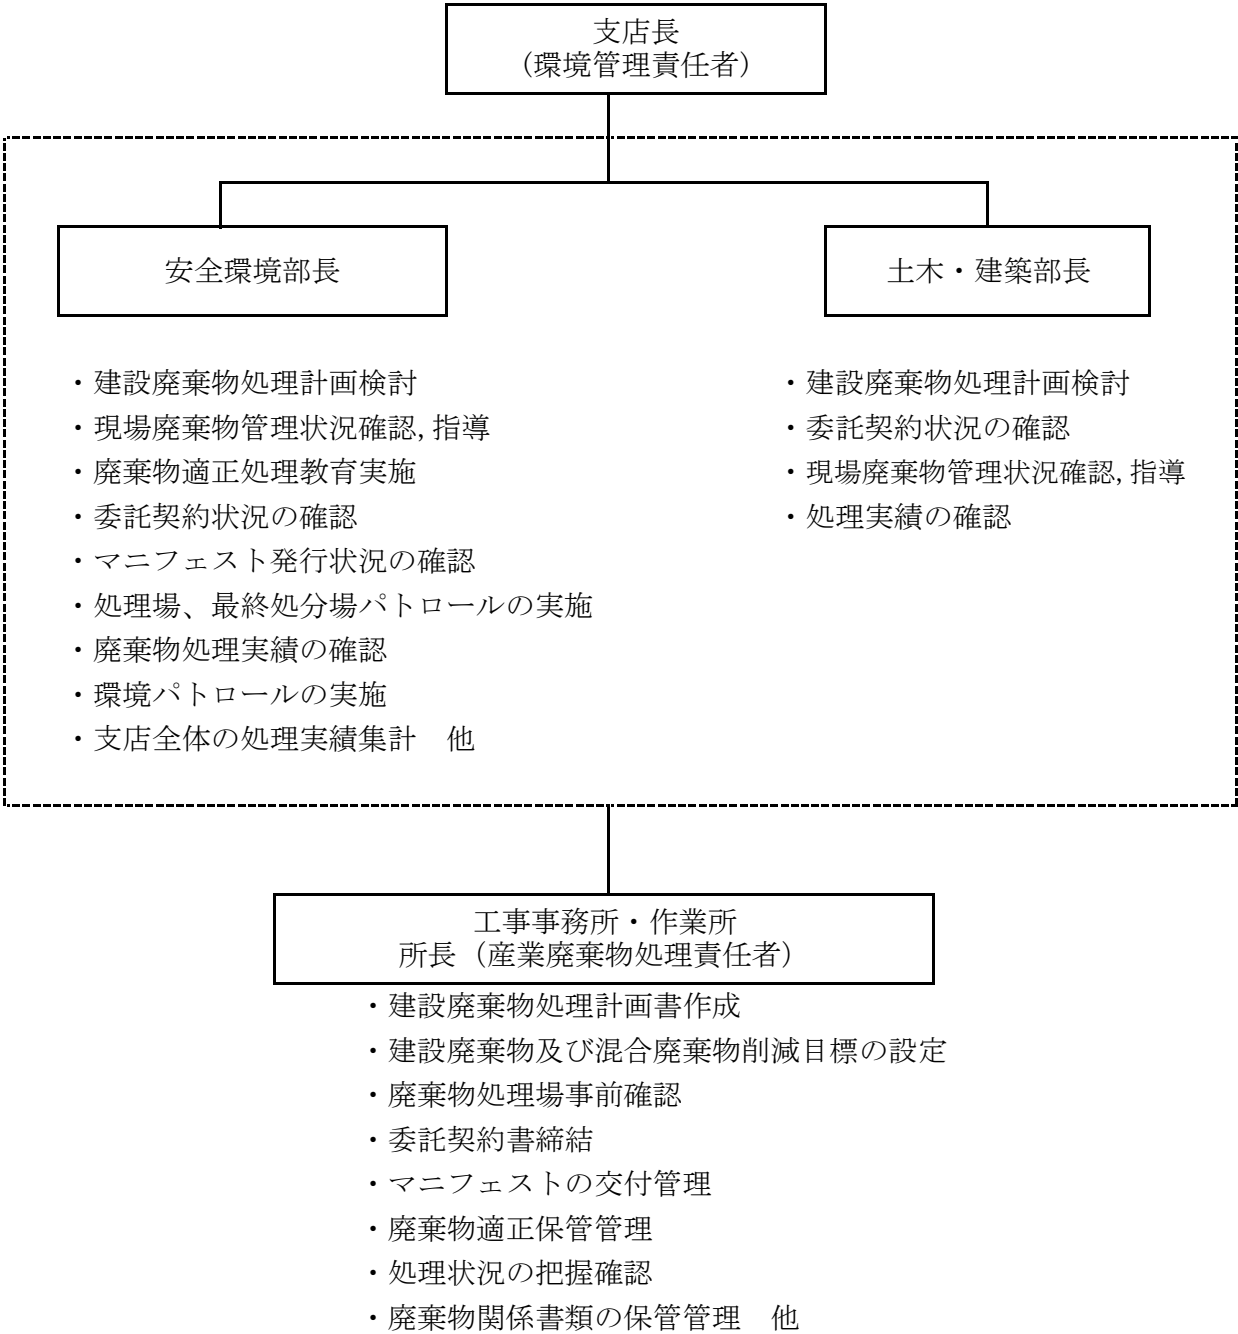 支店長
（環境管理責任者）
安全環境部長
・建設廃棄物処理計画検討
・現場廃棄物管理状況確認, 指導
・廃棄物適正処理教育実施
・委託契約状況の確認
・マニフェスト発行状況の確認
・処理場、最終処分場パトロールの実施
・廃棄物処理実績の確認
・環境パトロールの実施
・支店全体の処理実績集計　他
土木・建築部長
・建設廃棄物処理計画検討
・委託契約状況の確認
・現場廃棄物管理状況確認, 指導
・処理実績の確認
工事事務所・作業所
所長（産業廃棄物処理責任者）
・建設廃棄物処理計画書作成
・建設廃棄物及び混合廃棄物削減目標の設定
・廃棄物処理場事前確認
・委託契約書締結
・マニフェストの交付管理
・廃棄物適正保管管理
・処理状況の把握確認
・廃棄物関係書類の保管管理　他